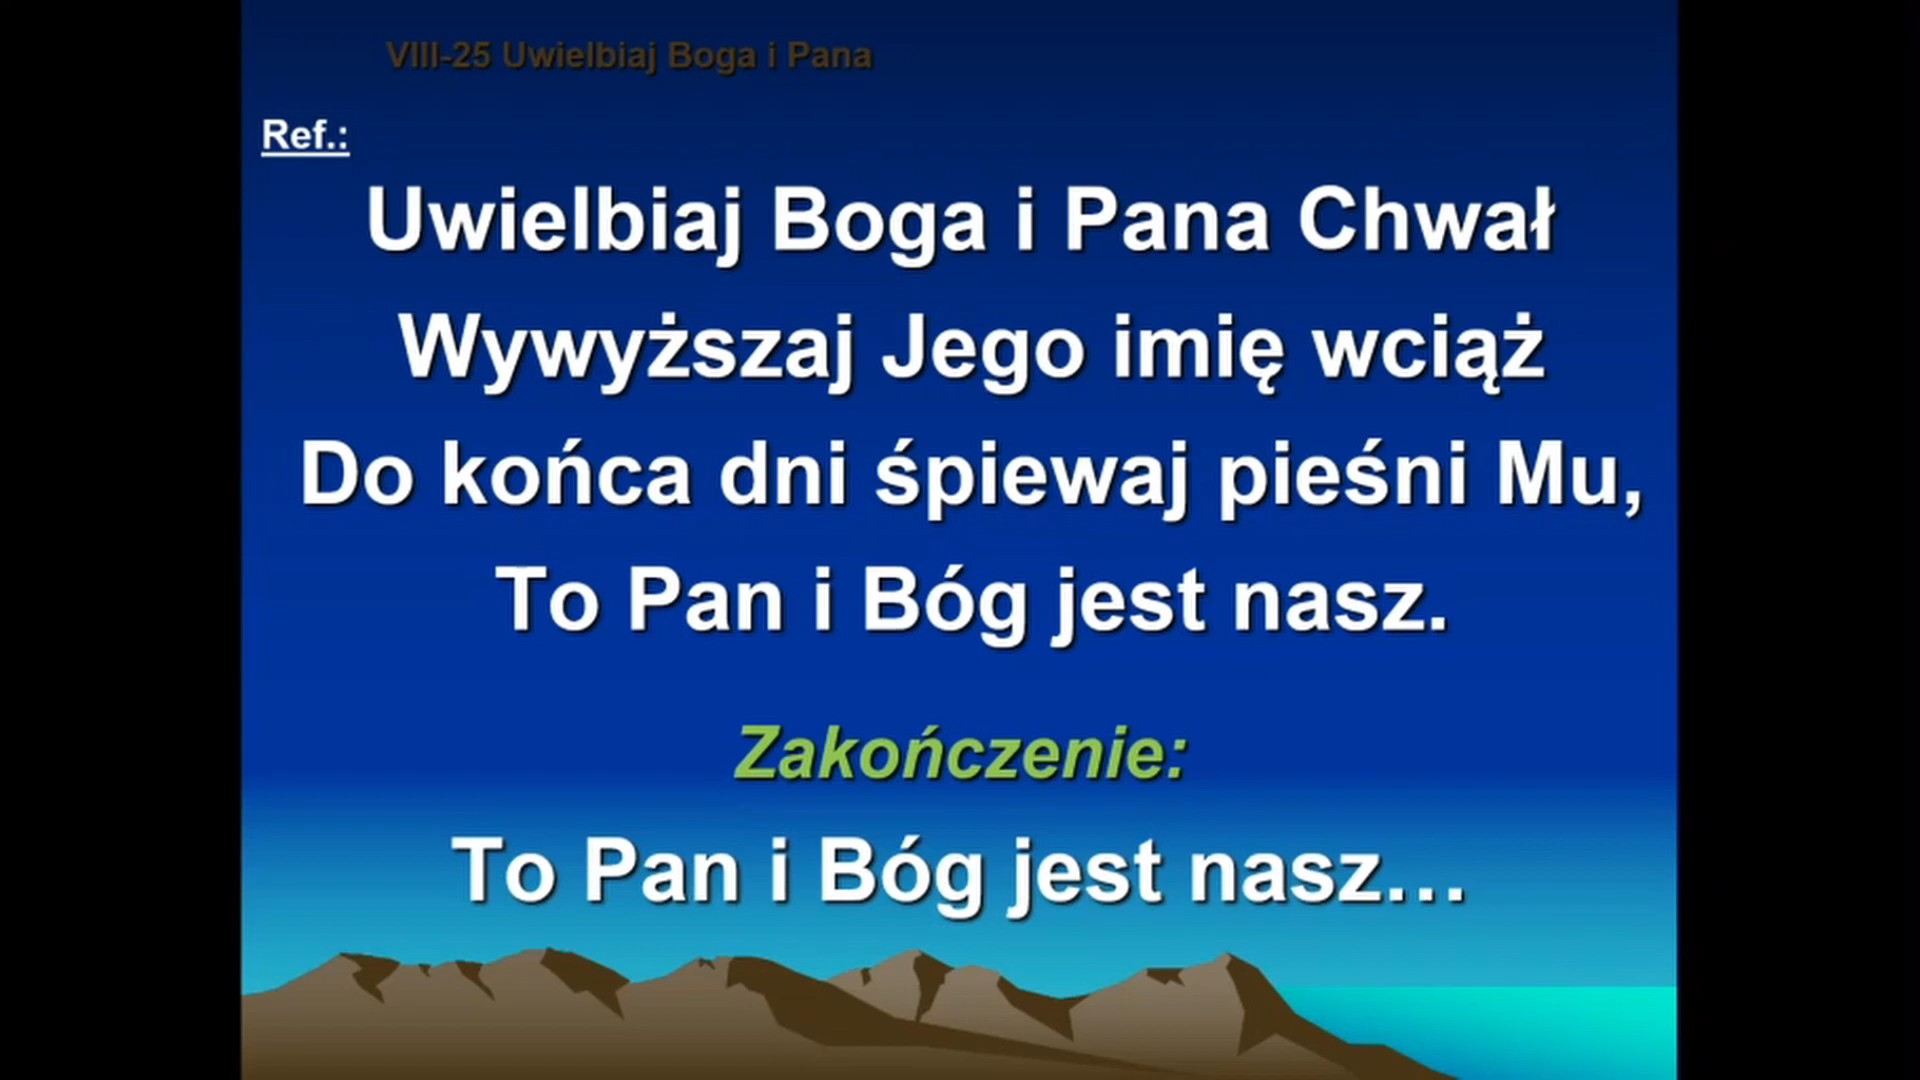 VIII-25 Uwielbiaj Boga i Pana
Ref.:
Uwielbiaj Boga i Pana Chwał
Wywyższaj Jego imię wciąż
Do końca dni śpiewaj pieśni Mu,
To Pan i Bóg jest nasz.
Zakończenie:
To Pan i Bóg jest nasz…